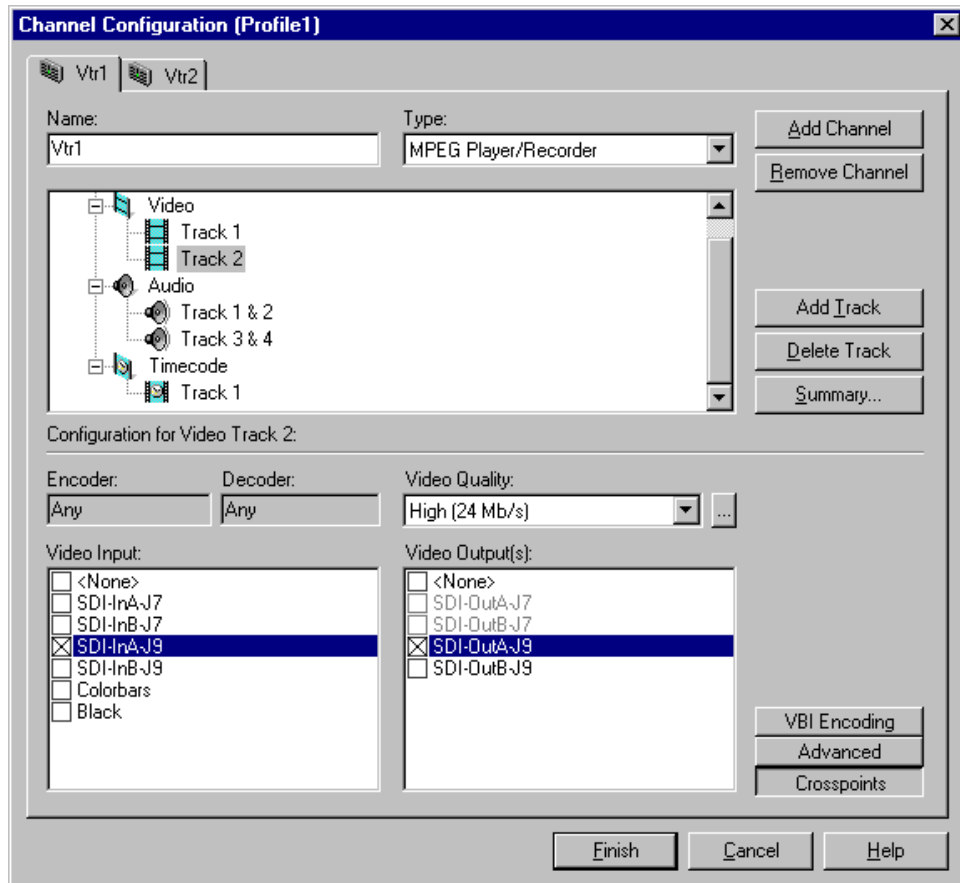 Channel Configuration (Profile1)
Vtr1 Vtr2
Name: Type:
Vtr1 MPEG Player/Recorder
Add Channel
Remove Channel
Video
Track 1
Track 2
Audio
Track 1 & 2
Track 3 & 4
Timecode
Track 1
Add Track
Delete Track
Summary...
Configuration for Video Track 2:
Encoder: Decoder: Video Quality:
Any Any High (24 Mb/s) ...
Video Input:
<None>
SDI-InA-J7
SDI-InB-J7
SDI-InA-J9
SDI-InB-J9
Colorbars
Black
Video Output(s):
<None>
SDI-OutA-J7
SDI-OutB-J7
SDI-OutA-J9
SDI-OutB-J9
VBI Encoding
Advanced
Crosspoints
Finish Cancel Help